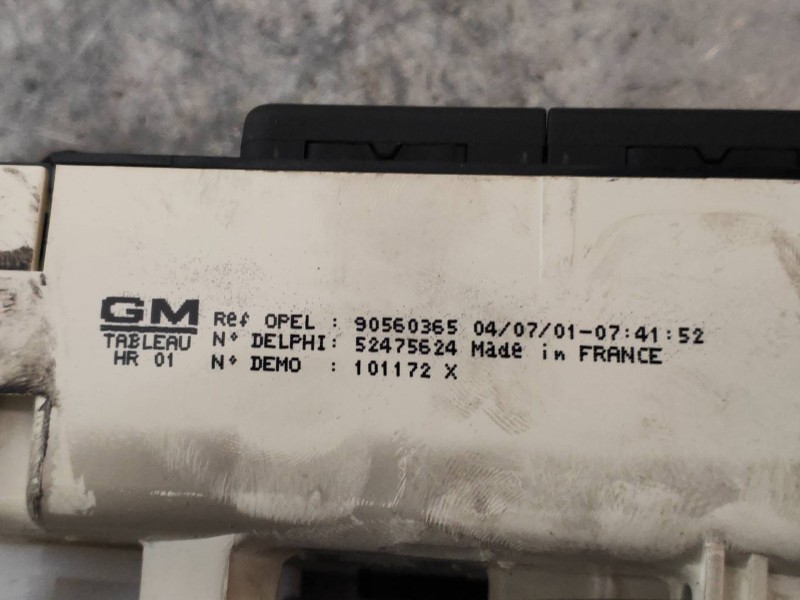 GM
TABLEAU
HR 01
Ref OPEL : 90560365 04/07/01-07:41:52
N° DELPHI: 52475624 Made in FRANCE
N° DEMO : 101172 X